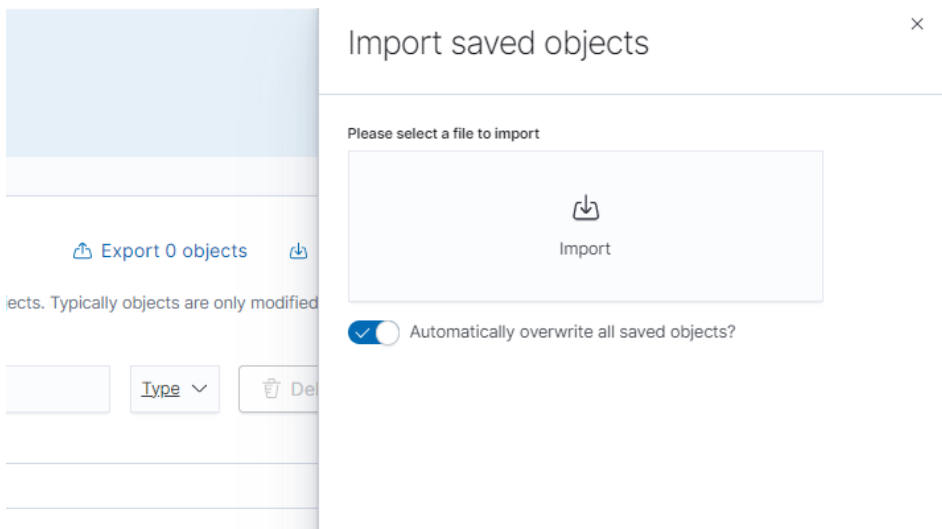 Import saved objects
Please select a file to import
Import
Automatically overwrite all saved objects?
Export 0 objects
jects. Typically objects are only modified
Type
Del